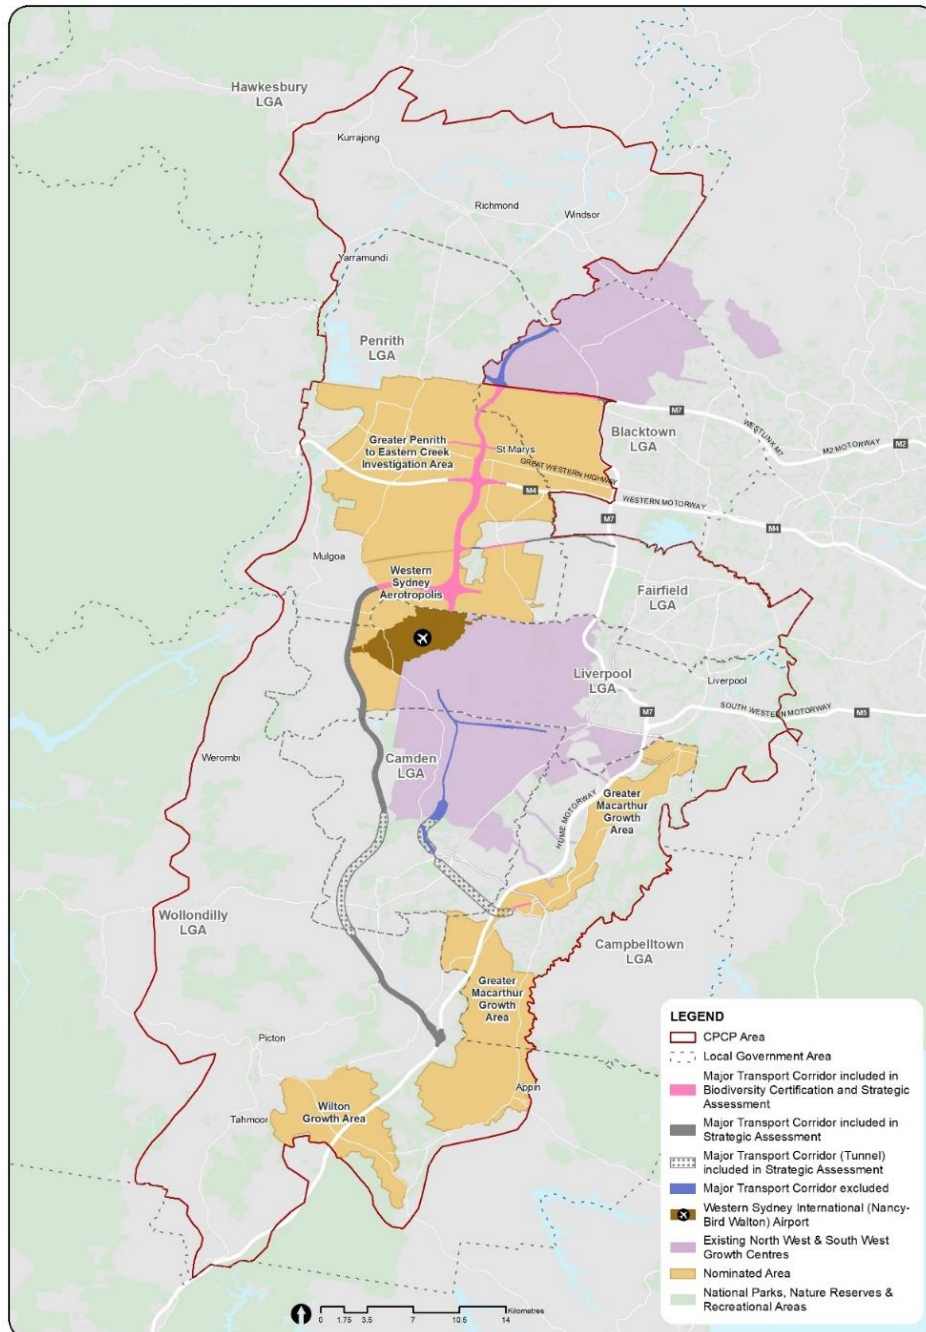 Hawkesbury
LGA
Kurrajong
Richmond
Windsor
Yarramundi
Penrith
LGA
M7
Blacktown
LGA
WESTLINK M7
M2 MOTORWAY
M2
Greater Penrith
to Eastern Creek
Investigation Area
St Marys
GREAT WESTERN HIGHWAY
M4
M7
WESTERN MOTORWAY
M4
Mulgoa
Western
Sydney
Aerotropolis
Fairfield
LGA
Liverpool
LGA
Liverpool
M7
SOUTH WESTERN MOTORWAY
M5
Werombi
Camden
LGA
HUME MOTORWAY
Greater
Macarthur
Growth
Area
Wollondilly
LGA
Campbelltown
LGA
Greater
Macarthur
Growth
Area
Picton
Appin
Tahmoor
Wilton
Growth Area
LEGEND
CPCP Area
Local Government Area
Major Transport Corridor included in
Biodiversity Certification and Strategic
Assessment
Major Transport Corridor included in
Strategic Assessment
Major Transport Corridor (Tunnel)
included in Strategic Assessment
Major Transport Corridor excluded
Western Sydney International (Nancy-
Bird Walton) Airport
Existing North West & South West
Growth Centres
Nominated Area
National Parks, Nature Reserves &
Recreational Areas
Kilometres
0 1.75 3.5 7 10.5 14